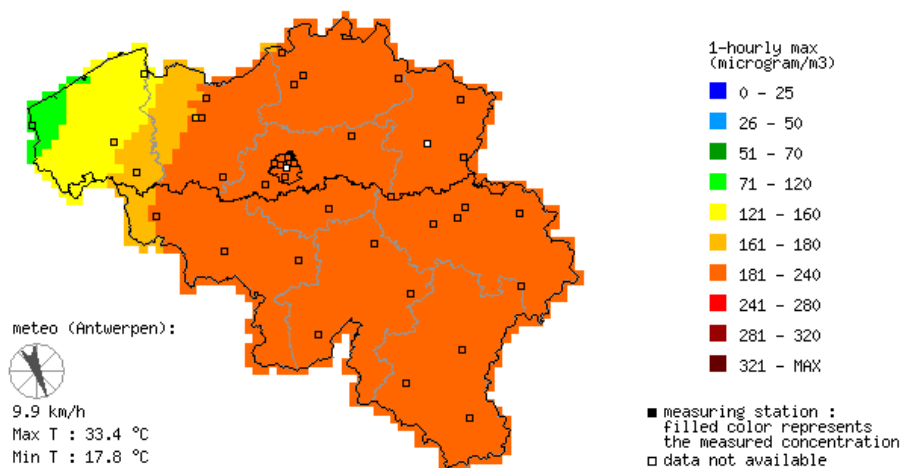 1-hourly max
(microgram/m3)
0 - 25
26 - 50
51 - 70
71 - 120
121 - 160
161 - 180
181 - 240
241 - 280
281 - 320
321 - MAX
meteo (Antwerpen):
9.9 km/h
Max T : 33.4 °C
Min T : 17.8 °C
measuring station :
filled color represents
the measured concentration
data not available